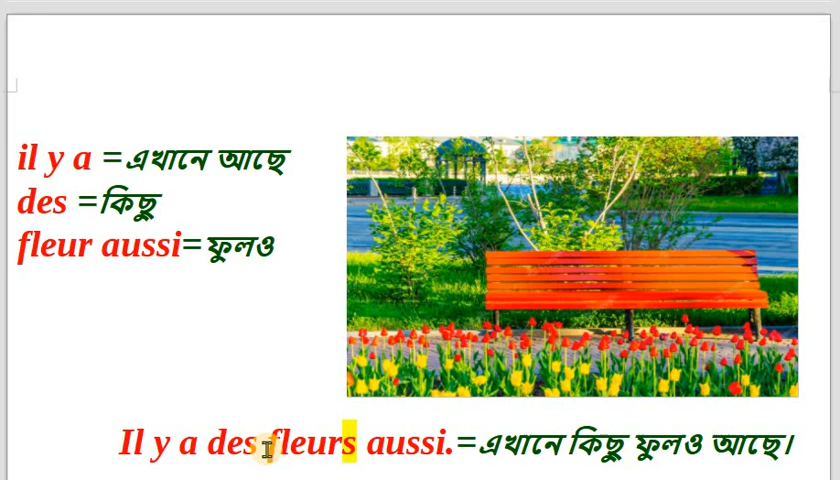 il y a =এখানে আছে
des =কিছু
fleur aussi=ফুলও
Il y a des fleurs aussi.=এখানে কিছু ফুলও আছে।